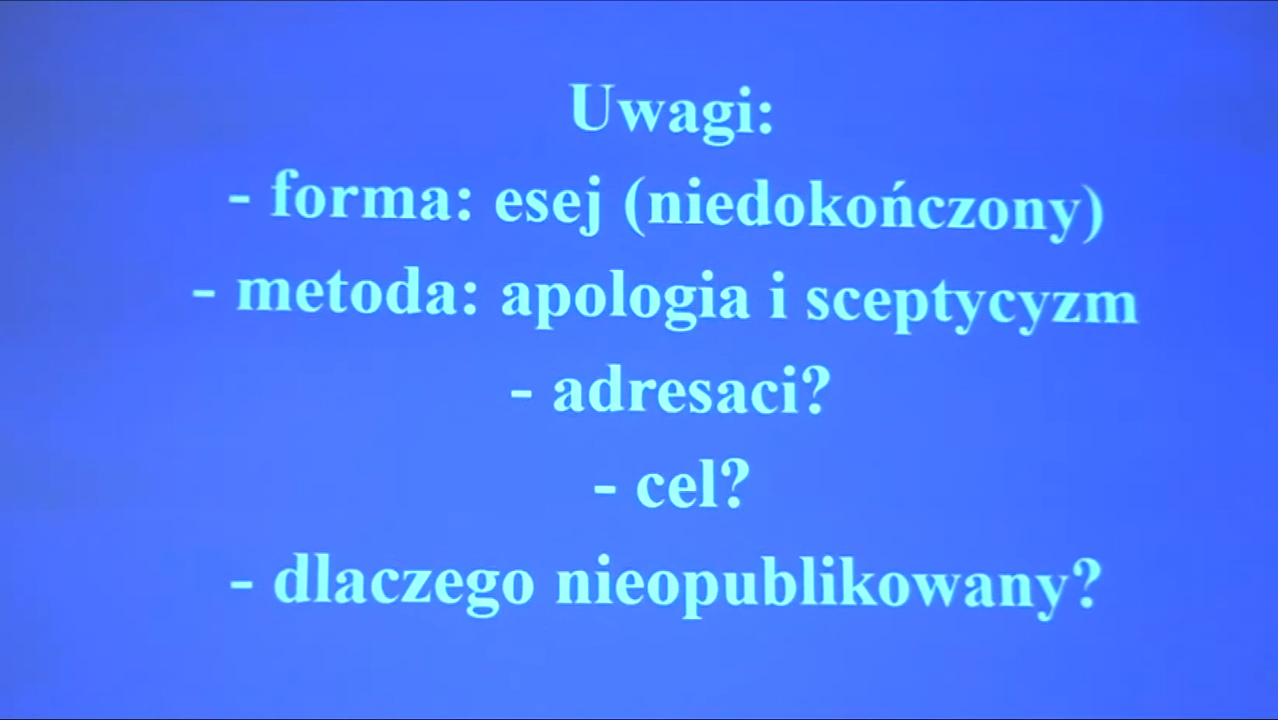 Uwagi:
- forma: esej (niedokończony)
- metoda: apologia i sceptycyzm
- adresaci?
- cel?
- dlaczego nieopublikowany?